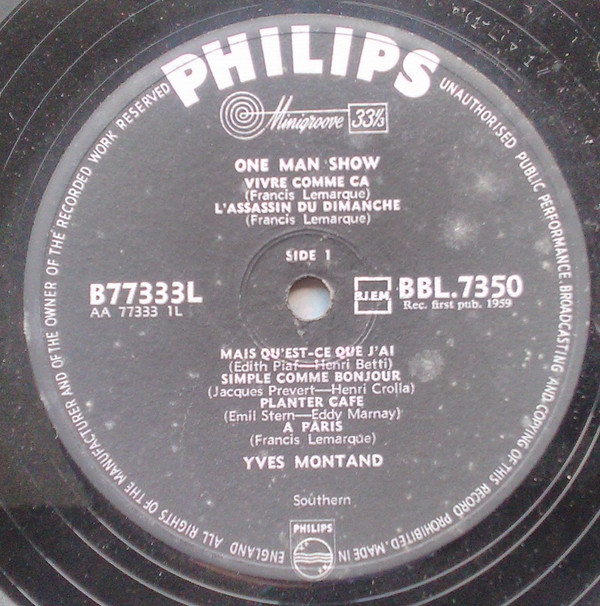 PHILIPS
Minigroove 33⅓
ONE MAN SHOW
VIVRE COMME CA
(Francis Lemarque)
L'ASSASSIN DU DIMANCHE
(Francis Lemarque)
SIDE 1
B77333L
AA 77333 1L
B.I.E.M.
BBL.7350
Rec. first pub. 1959
MAIS QU'EST-CE QUE J'AI
(Edith Piaf—Henri Betti)
SIMPLE COMME BONJOUR
(Jacques Prevert—Henri Crolla)
PLANTER CAFE
(Emil Stern—Eddy Marnay)
A PARIS
(Francis Lemarque)
YVES MONTAND
Southern
PHILIPS
ALL RIGHTS OF THE MANUFACTURER AND OF THE OWNER OF THE RECORDED WORK RESERVED
UNAUTHORISED PUBLIC PERFORMANCE, BROADCASTING AND COPYING OF THIS RECORD PROHIBITED. MADE IN ENGLAND